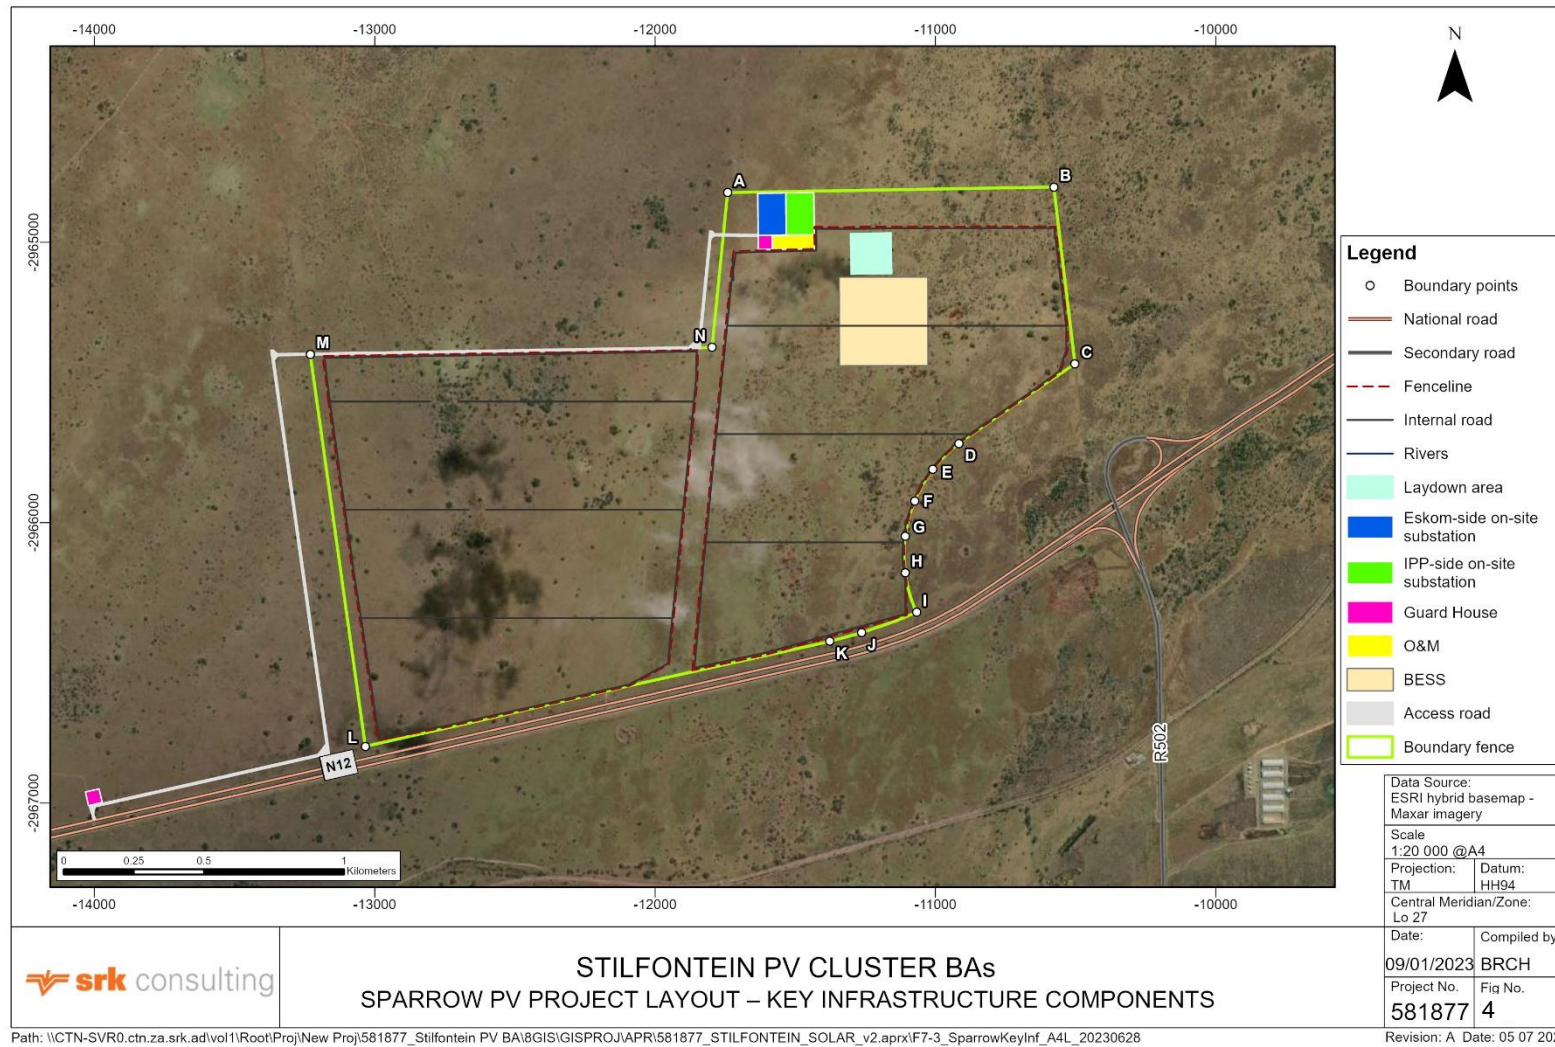 -14000
-13000
-12000
-11000
-10000
N
-2965000
-2966000
-2967000
A
B
C
D
E
F
G
H
I
J
K
L
M
N
N12
R502
0
0.25
0.5
1
Kilometers
-14000
-13000
-12000
-11000
-10000
Legend
Boundary points
National road
Secondary road
Fenceline
Internal road
Rivers
Laydown area
Eskom-side on-site
substation
IPP-side on-site
substation
Guard House
O&M
BESS
Access road
Boundary fence
Data Source:
ESRI hybrid basemap -
Maxar imagery
Scale
1:20 000 @A4
Projection:
TM
Datum:
HH94
Central Meridian/Zone:
Lo 27
Date:
09/01/2023
Compiled by
BRCH
Project No.
581877
Fig No.
4
srk consulting
STILFONTEIN PV CLUSTER BAs
SPARROW PV PROJECT LAYOUT – KEY INFRASTRUCTURE COMPONENTS
Path: \\CTN-SVR0.ctn.za.srk.ad\vol1\Root\Proj\New Proj\581877_Stilfontein PV BA\8GIS\GISPROJ\APR\581877_STILFONTEIN_SOLAR_v2.aprx\F7-3_SparrowKeyInf_A4L_20230628
Revision: A Date: 05 07 202